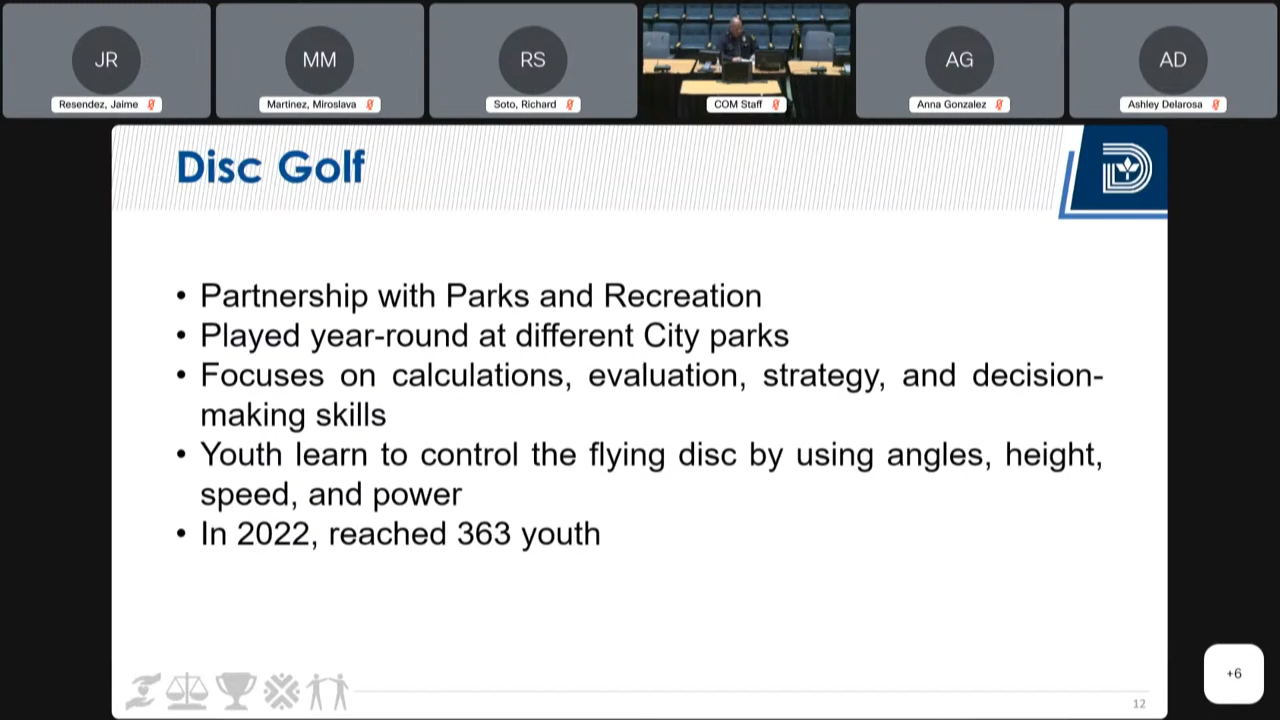 JR
MM
RS
AG
AD
Resendez, Jaime
Martinez, Miroslava
Soto, Richard
COM Staff
Anna Gonzalez
Ashley Delarosa
Disc Golf
D
• Partnership with Parks and Recreation
• Played year-round at different City parks
• Focuses on calculations, evaluation, strategy, and decision-
making skills
• Youth learn to control the flying disc by using angles, height,
speed, and power
• In 2022, reached 363 youth
+6
12